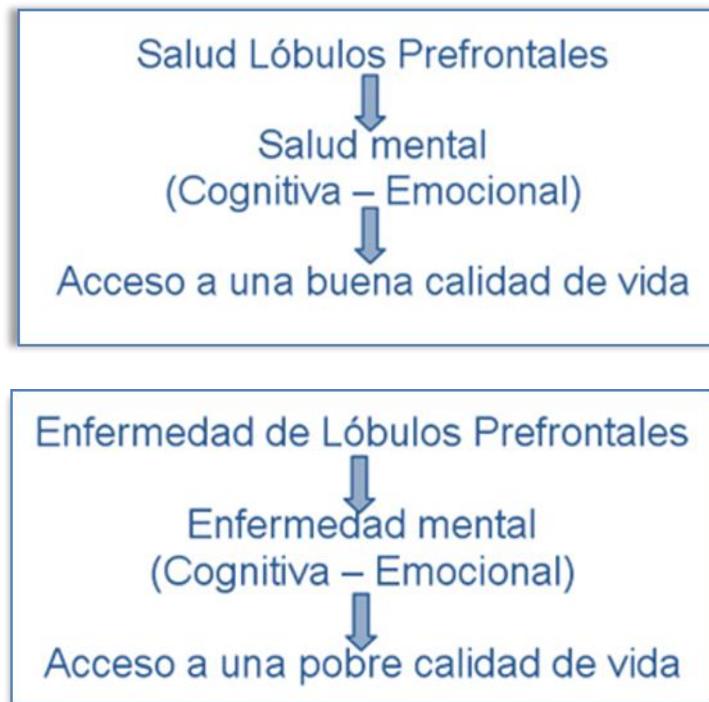 Salud Lóbulos Prefrontales
Salud mental
(Cognitiva – Emocional)
Acceso a una buena calidad de vida
Enfermedad de Lóbulos Prefrontales
Enfermedad mental
(Cognitiva – Emocional)
Acceso a una pobre calidad de vida